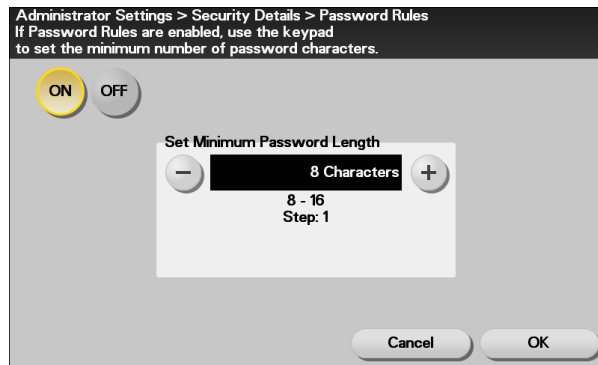 Administrator Settings > Security Details > Password Rules
If Password Rules are enabled, use the keypad
to set the minimum number of password characters.
ON OFF
Set Minimum Password Length
− 8 Characters +
8 - 16
Step: 1
Cancel OK